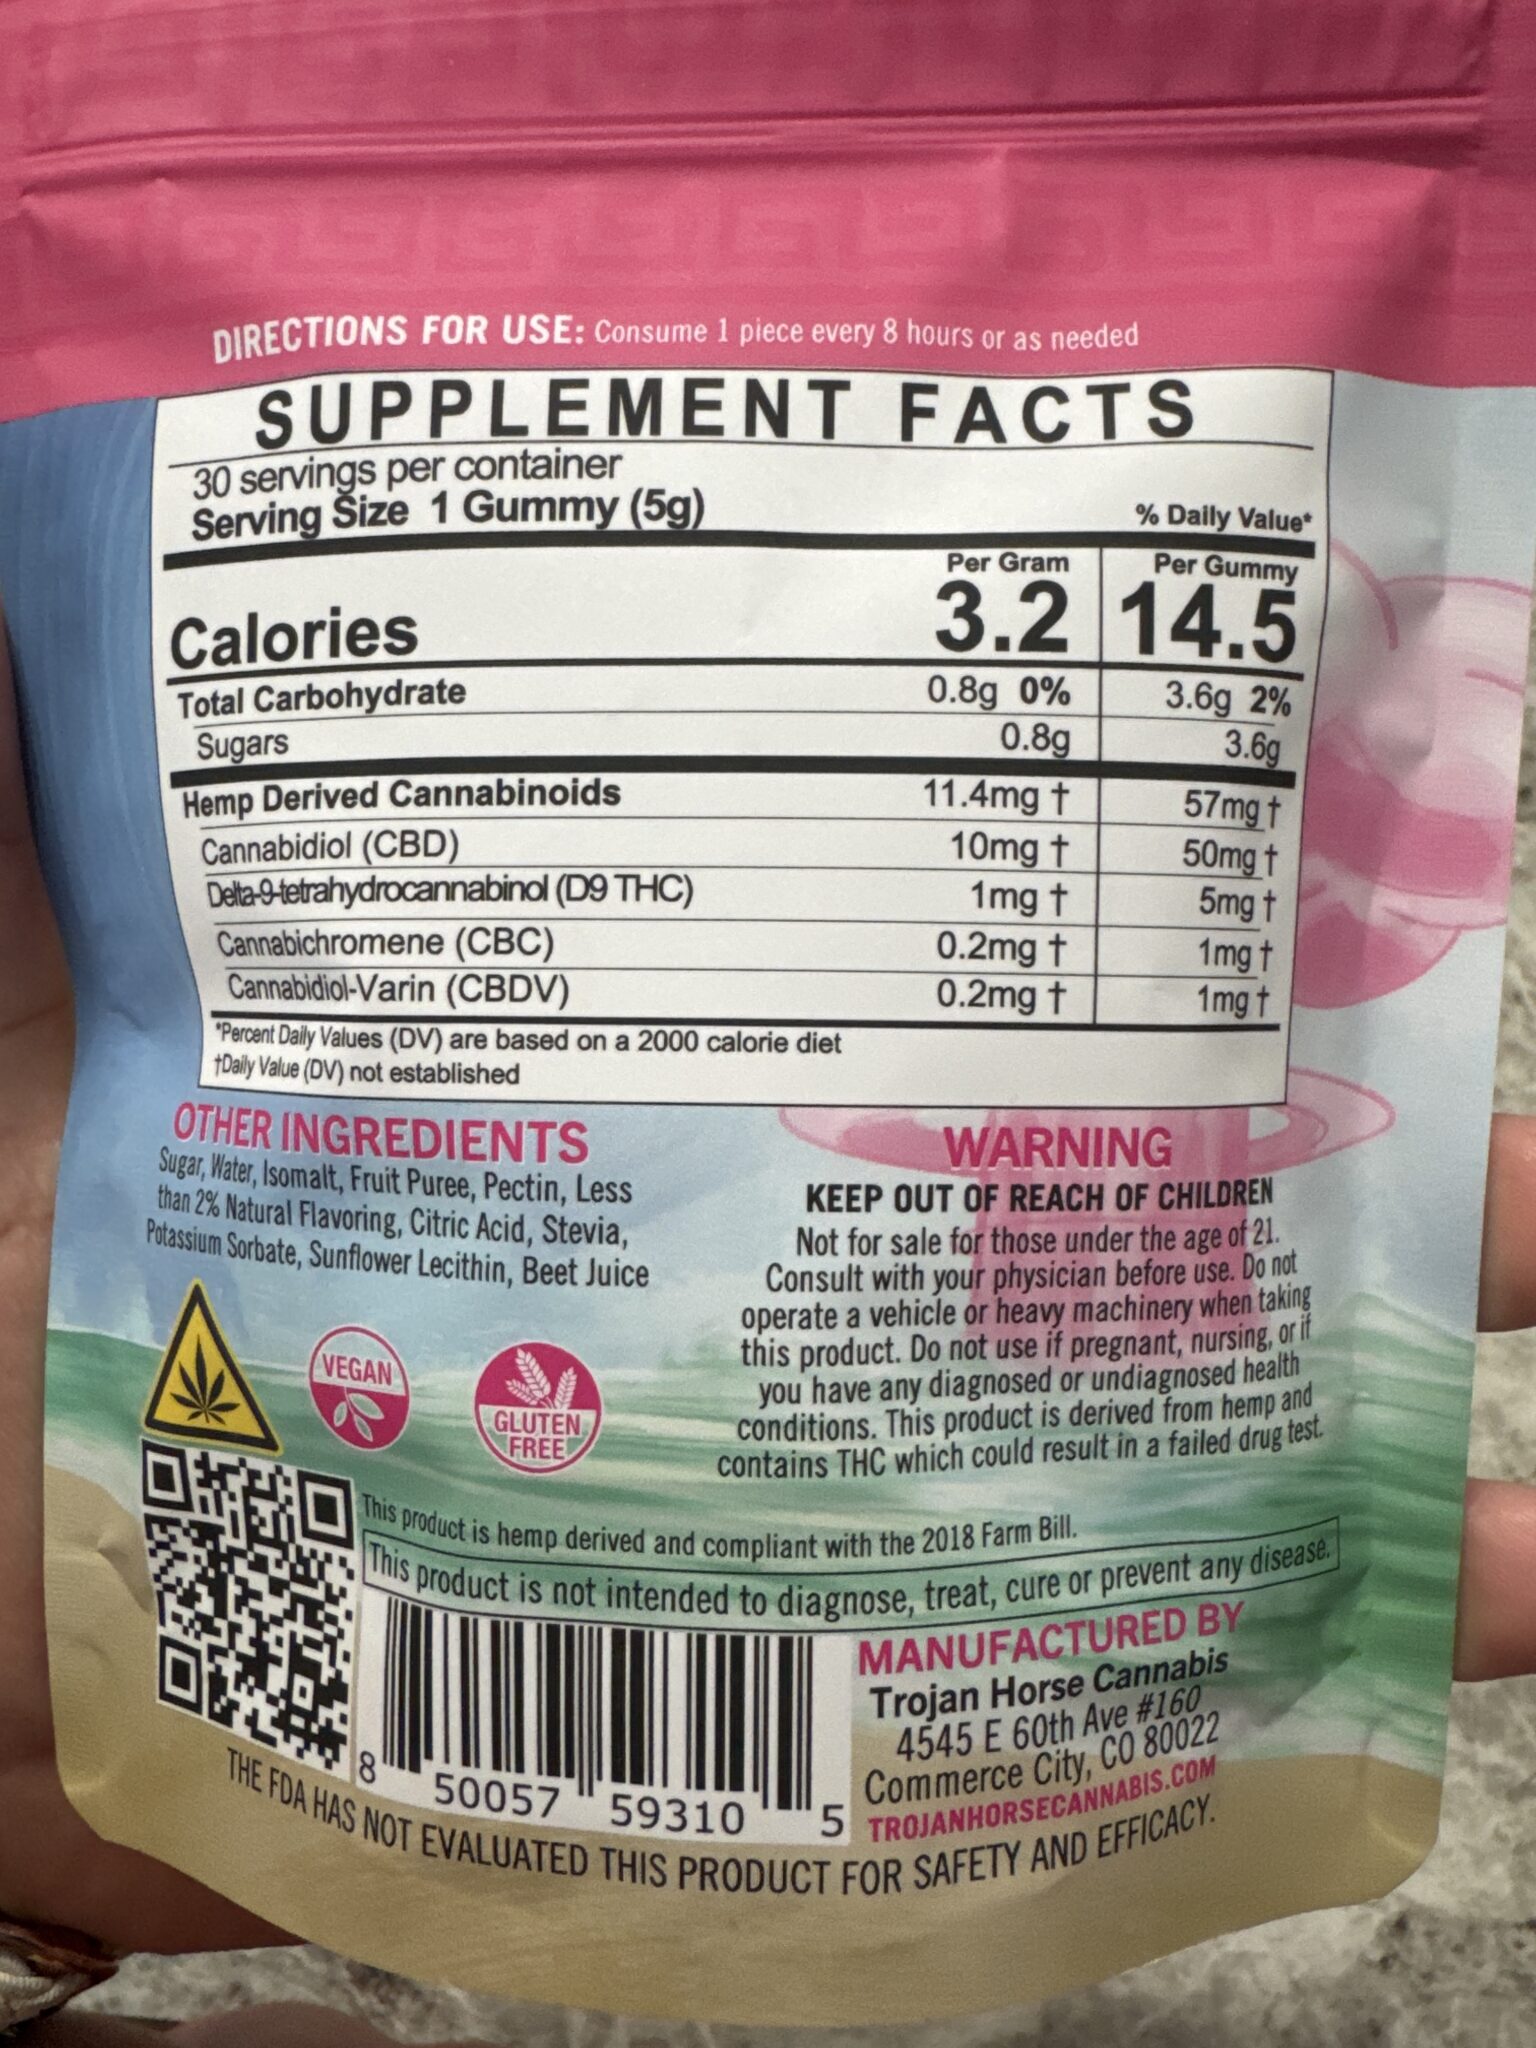 DIRECTIONS FOR USE: Consume 1 piece every 8 hours or as needed
SUPPLEMENT FACTS
30 servings per container
Serving Size 1 Gummy (5g)
% Daily Value*
Per Gram Per Gummy
Calories 3.2 14.5
Total Carbohydrate 0.8g 0% 3.6g 2%
Sugars 0.8g 3.6g
Hemp Derived Cannabinoids 11.4mg † 57mg †
Cannabidiol (CBD) 10mg † 50mg †
Delta-9-tetrahydrocannabinol (D9 THC) 1mg † 5mg †
Cannabichromene (CBC) 0.2mg † 1mg †
Cannabidiol-Varin (CBDV) 0.2mg † 1mg †
*Percent Daily Values (DV) are based on a 2000 calorie diet
†Daily Value (DV) not established
OTHER INGREDIENTS
Sugar, Water, Isomalt, Fruit Puree, Pectin, Less
than 2% Natural Flavoring, Citric Acid, Stevia,
Potassium Sorbate, Sunflower Lecithin, Beet Juice
WARNING
KEEP OUT OF REACH OF CHILDREN
Not for sale for those under the age of 21.
Consult with your physician before use. Do not
operate a vehicle or heavy machinery when taking
this product. Do not use if pregnant, nursing, or if
you have any diagnosed or undiagnosed health
conditions. This product is derived from hemp and
contains THC which could result in a failed drug test.
VEGAN
GLUTEN
FREE
This product is hemp derived and compliant with the 2018 Farm Bill.
This product is not intended to diagnose, treat, cure or prevent any disease.
8 50057 59310 5
MANUFACTURED BY
Trojan Horse Cannabis
4545 E 60th Ave #160
Commerce City, CO 80022
TROJANHORSECANNABIS.COM
THE FDA HAS NOT EVALUATED THIS PRODUCT FOR SAFETY AND EFFICACY.